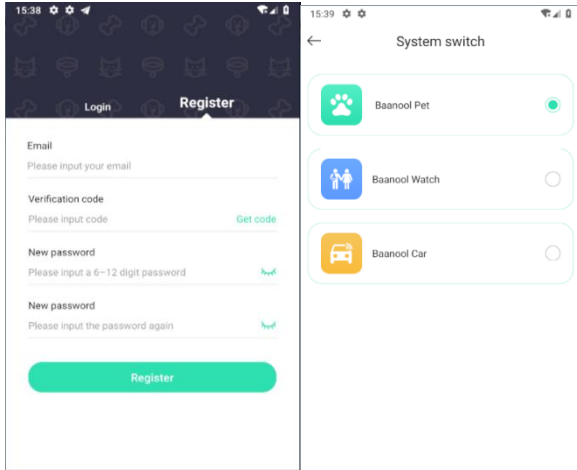 15:38
Login
Register
Email
Please input your email
Verification code
Please input code
Get code
New password
Please input a 6–12 digit password
New password
Please input the password again
Register
15:39
System switch
Baanool Pet
Baanool Watch
Baanool Car